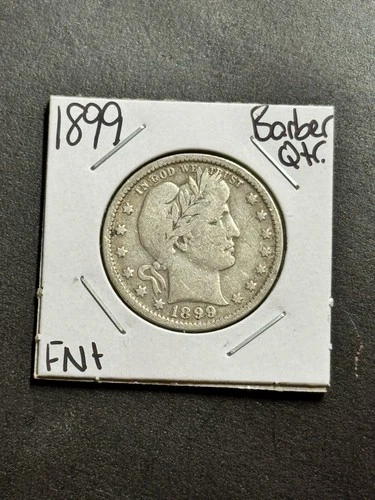 1899
Barber
Qtr.
IN GOD WE TRUST
1899
FN+